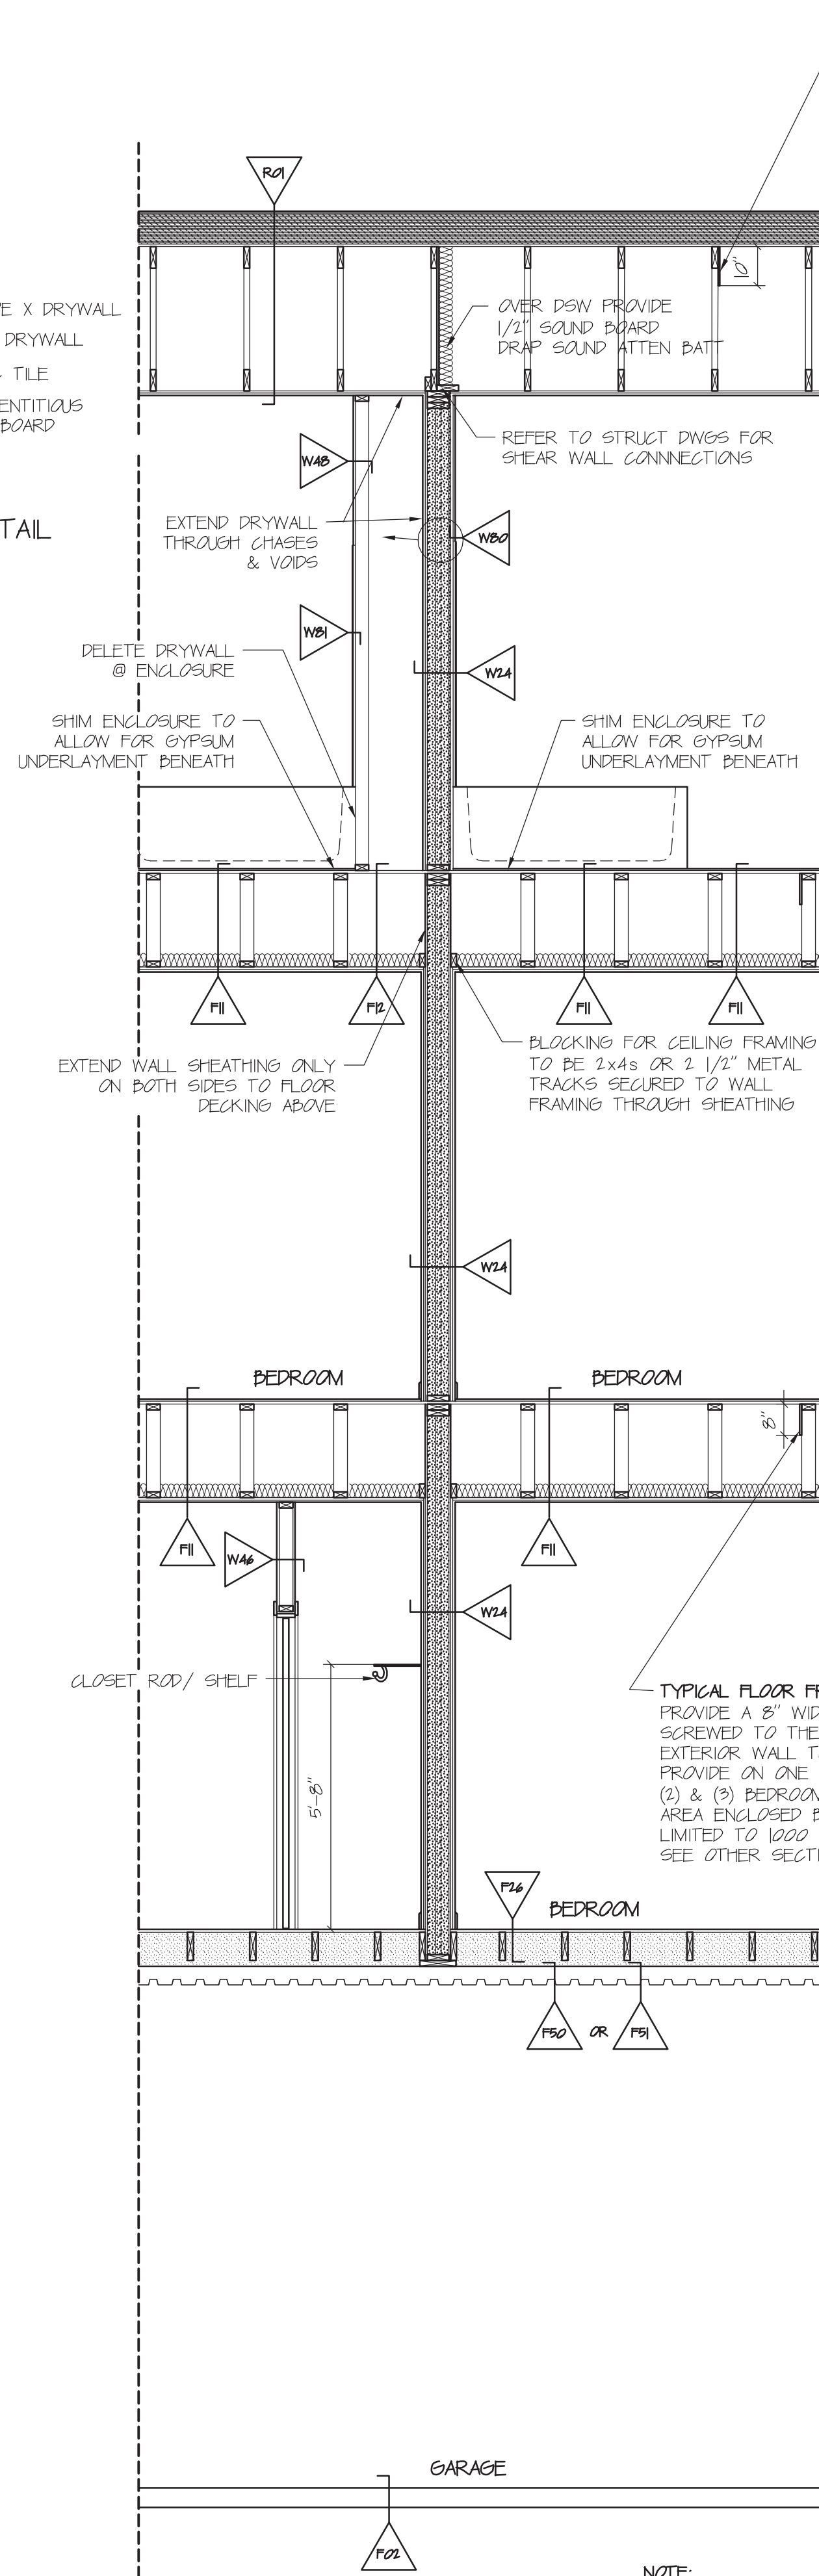 R01
10"
E X DRYWALL
DRYWALL
TILE
ENTITIOUS
BOARD
TAIL
OVER DSW PROVIDE
1/2" SOUND BOARD
DRAP SOUND ATTEN BATT
REFER TO STRUCT DWGS FOR
SHEAR WALL CONNNECTIONS
W48
EXTEND DRYWALL
THROUGH CHASES
& VOIDS
W80
W81
DELETE DRYWALL
@ ENCLOSURE
W24
SHIM ENCLOSURE TO
ALLOW FOR GYPSUM
UNDERLAYMENT BENEATH
SHIM ENCLOSURE TO
ALLOW FOR GYPSUM
UNDERLAYMENT BENEATH
F11
F12
F11
F11
EXTEND WALL SHEATHING ONLY
ON BOTH SIDES TO FLOOR
DECKING ABOVE
BLOCKING FOR CEILING FRAMING
TO BE 2x4s OR 2 1/2" METAL
TRACKS SECURED TO WALL
FRAMING THROUGH SHEATHING
W24
BEDROOM
BEDROOM
8"
F11
W46
F11
W24
CLOSET ROD/ SHELF
5'-8"
TYPICAL FLOOR FR
PROVIDE A 8" WID
SCREWED TO THE
EXTERIOR WALL T
PROVIDE ON ONE
(2) & (3) BEDROOM
AREA ENCLOSED B
LIMITED TO 1000
SEE OTHER SECTI
F26
BEDROOM
F50 OR F51
GARAGE
F02
NOTE: